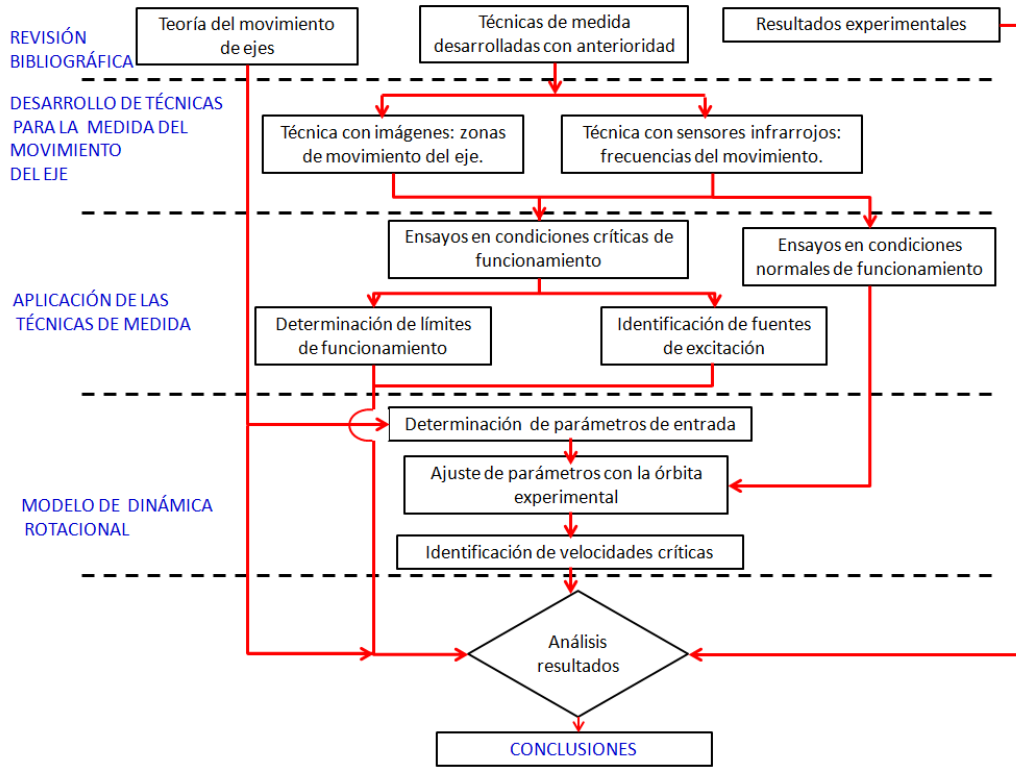 REVISIÓN
BIBLIOGRÁFICA
Teoría del movimiento
de ejes
Técnicas de medida
desarrolladas con anterioridad
Resultados experimentales
DESARROLLO DE TÉCNICAS
PARA LA MEDIDA DEL
MOVIMIENTO
DEL EJE
Técnica con imágenes: zonas
de movimiento del eje.
Técnica con sensores infrarrojos:
frecuencias del movimiento.
APLICACIÓN DE LAS
TÉCNICAS DE MEDIDA
Ensayos en condiciones críticas de
funcionamiento
Ensayos en condiciones
normales de funcionamiento
Determinación de límites
de funcionamiento
Identificación de fuentes
de excitación
MODELO DE DINÁMICA
ROTACIONAL
Determinación de parámetros de entrada
Ajuste de parámetros con la órbita
experimental
Identificación de velocidades críticas
Análisis
resultados
CONCLUSIONES